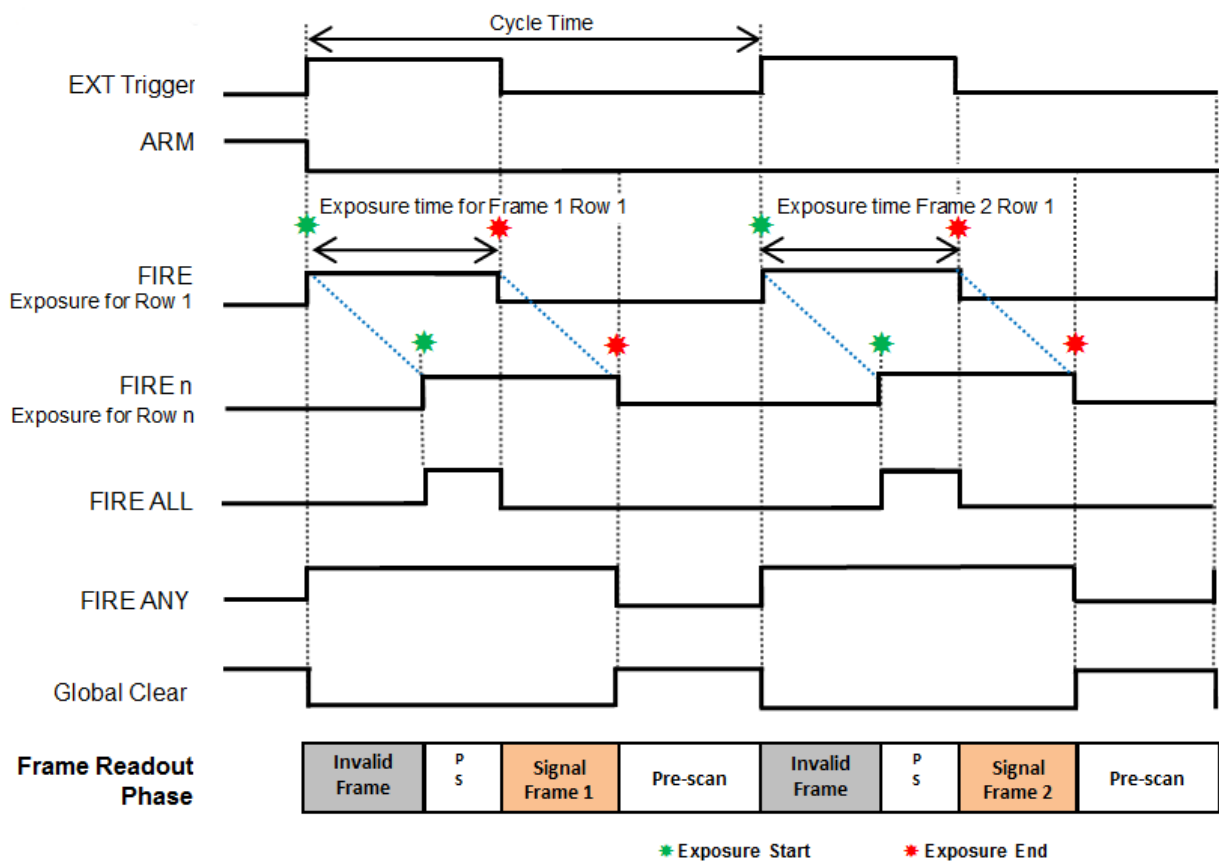 Cycle Time
EXT Trigger
ARM
Exposure time for Frame 1 Row 1
Exposure time Frame 2 Row 1
FIRE
Exposure for Row 1
FIRE n
Exposure for Row n
FIRE ALL
FIRE ANY
Global Clear
Frame Readout
Phase
Invalid
Frame
P
S
Signal
Frame 1
Pre-scan
Invalid
Frame
P
S
Signal
Frame 2
Pre-scan
Exposure Start
Exposure End